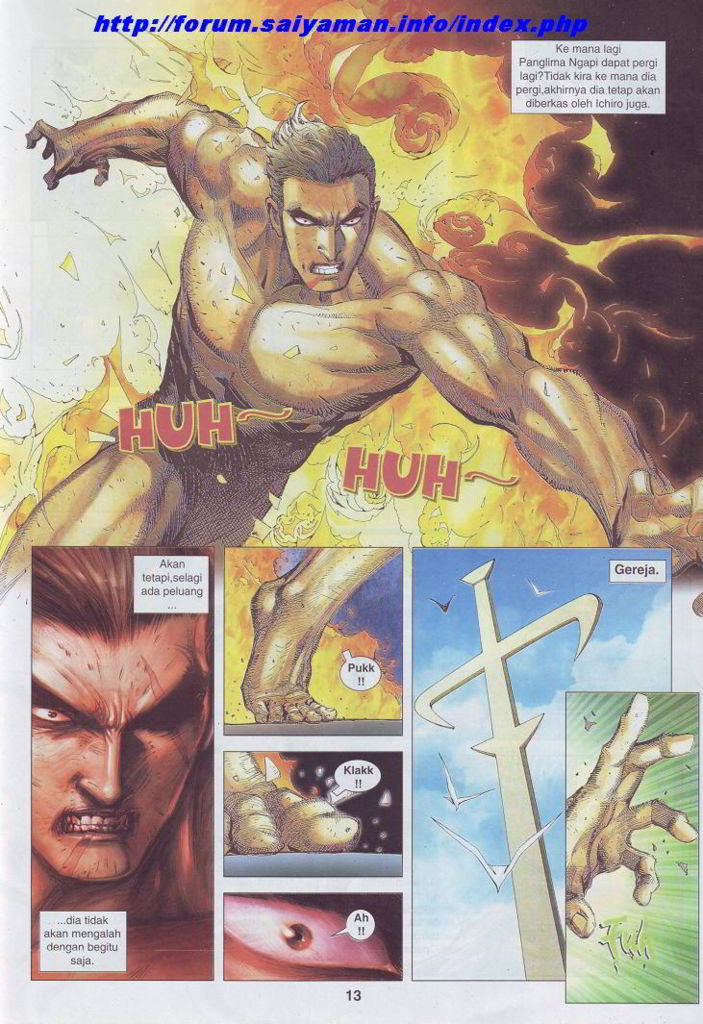 http://forum.saiyaman.info/index.php
Ke mana lagi
Panglima Ngapi dapat pergi
lagi?Tidak kira ke mana dia
pergi,akhirnya dia tetap akan
diberkas oleh Ichiro juga.
HUH~
HUH~
Akan
tetapi,selagi
ada peluang
...
...dia tidak
akan mengalah
dengan begitu
saja.
Pukk
!!
Klakk
!!
Ah
!!
Gereja.
Fuh
13